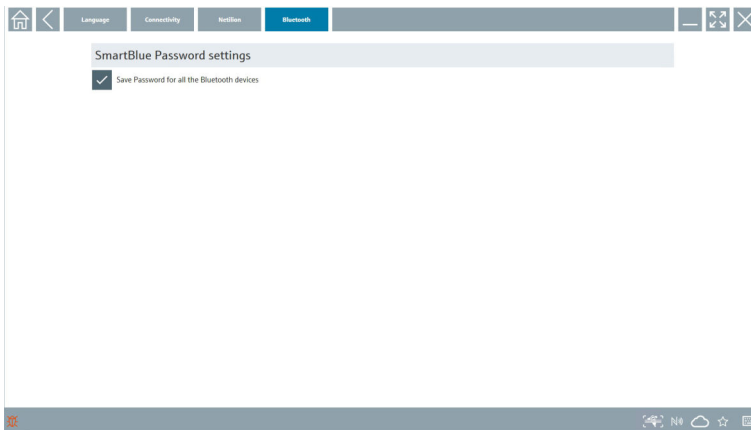 Language Connectivity Netilion Bluetooth
SmartBlue Password settings
Save Password for all the Bluetooth devices